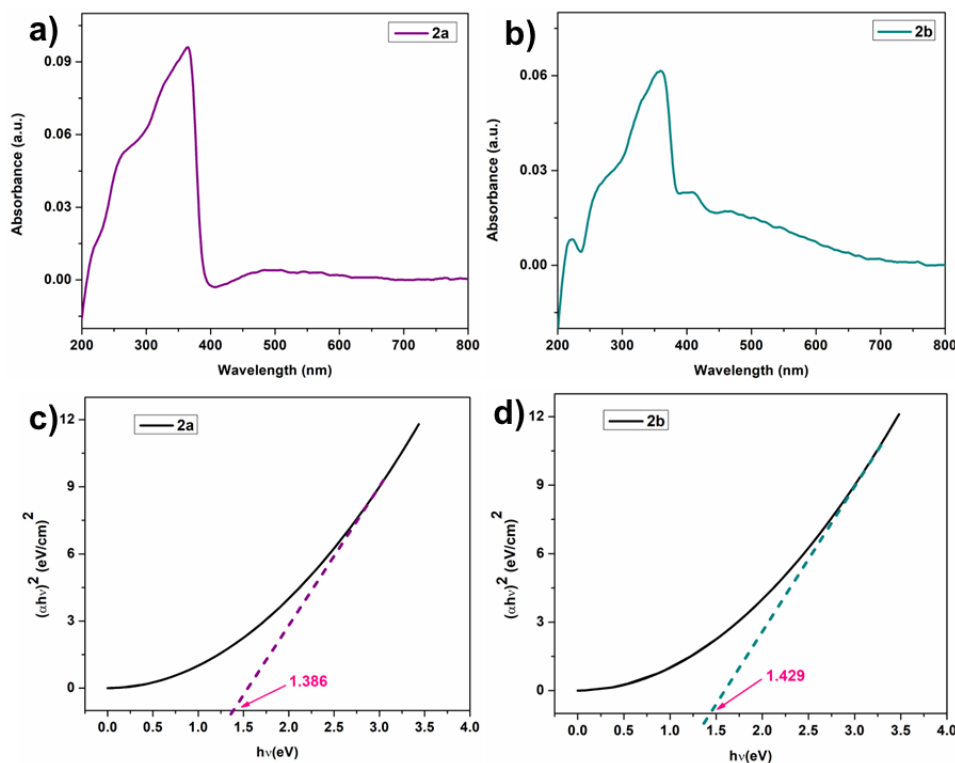 a)
2a
Absorbance (a.u.)
0.09
0.06
0.03
0.00
200 300 400 500 600 700 800
Wavelength (nm)
b)
2b
Absorbance (a.u.)
0.06
0.03
0.00
200 300 400 500 600 700 800
Wavelength (nm)
c)
2a
(αhν)² (eV/cm)²
12
9
6
3
0
1.386
0.0 0.5 1.0 1.5 2.0 2.5 3.0 3.5 4.0
hν(eV)
d)
2b
(αhν)² (eV/cm)²
12
9
6
3
0
1.429
0.0 0.5 1.0 1.5 2.0 2.5 3.0 3.5 4.0
hν(eV)